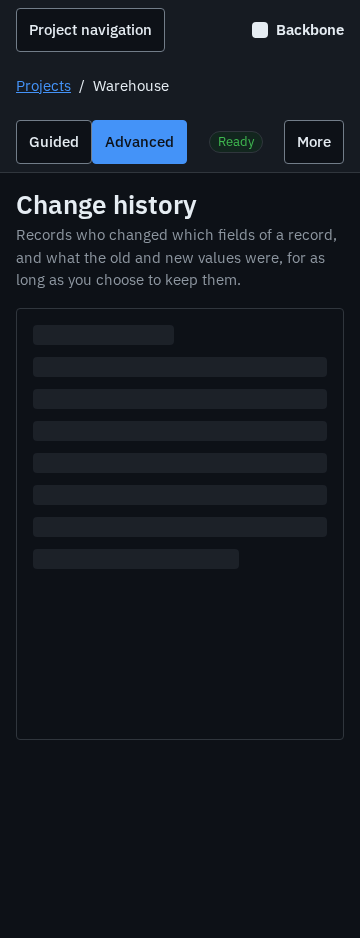 Project navigation
Backbone
Projects / Warehouse
Guided
Advanced
Ready
More
Change history
Records who changed which fields of a record,
and what the old and new values were, for as
long as you choose to keep them.